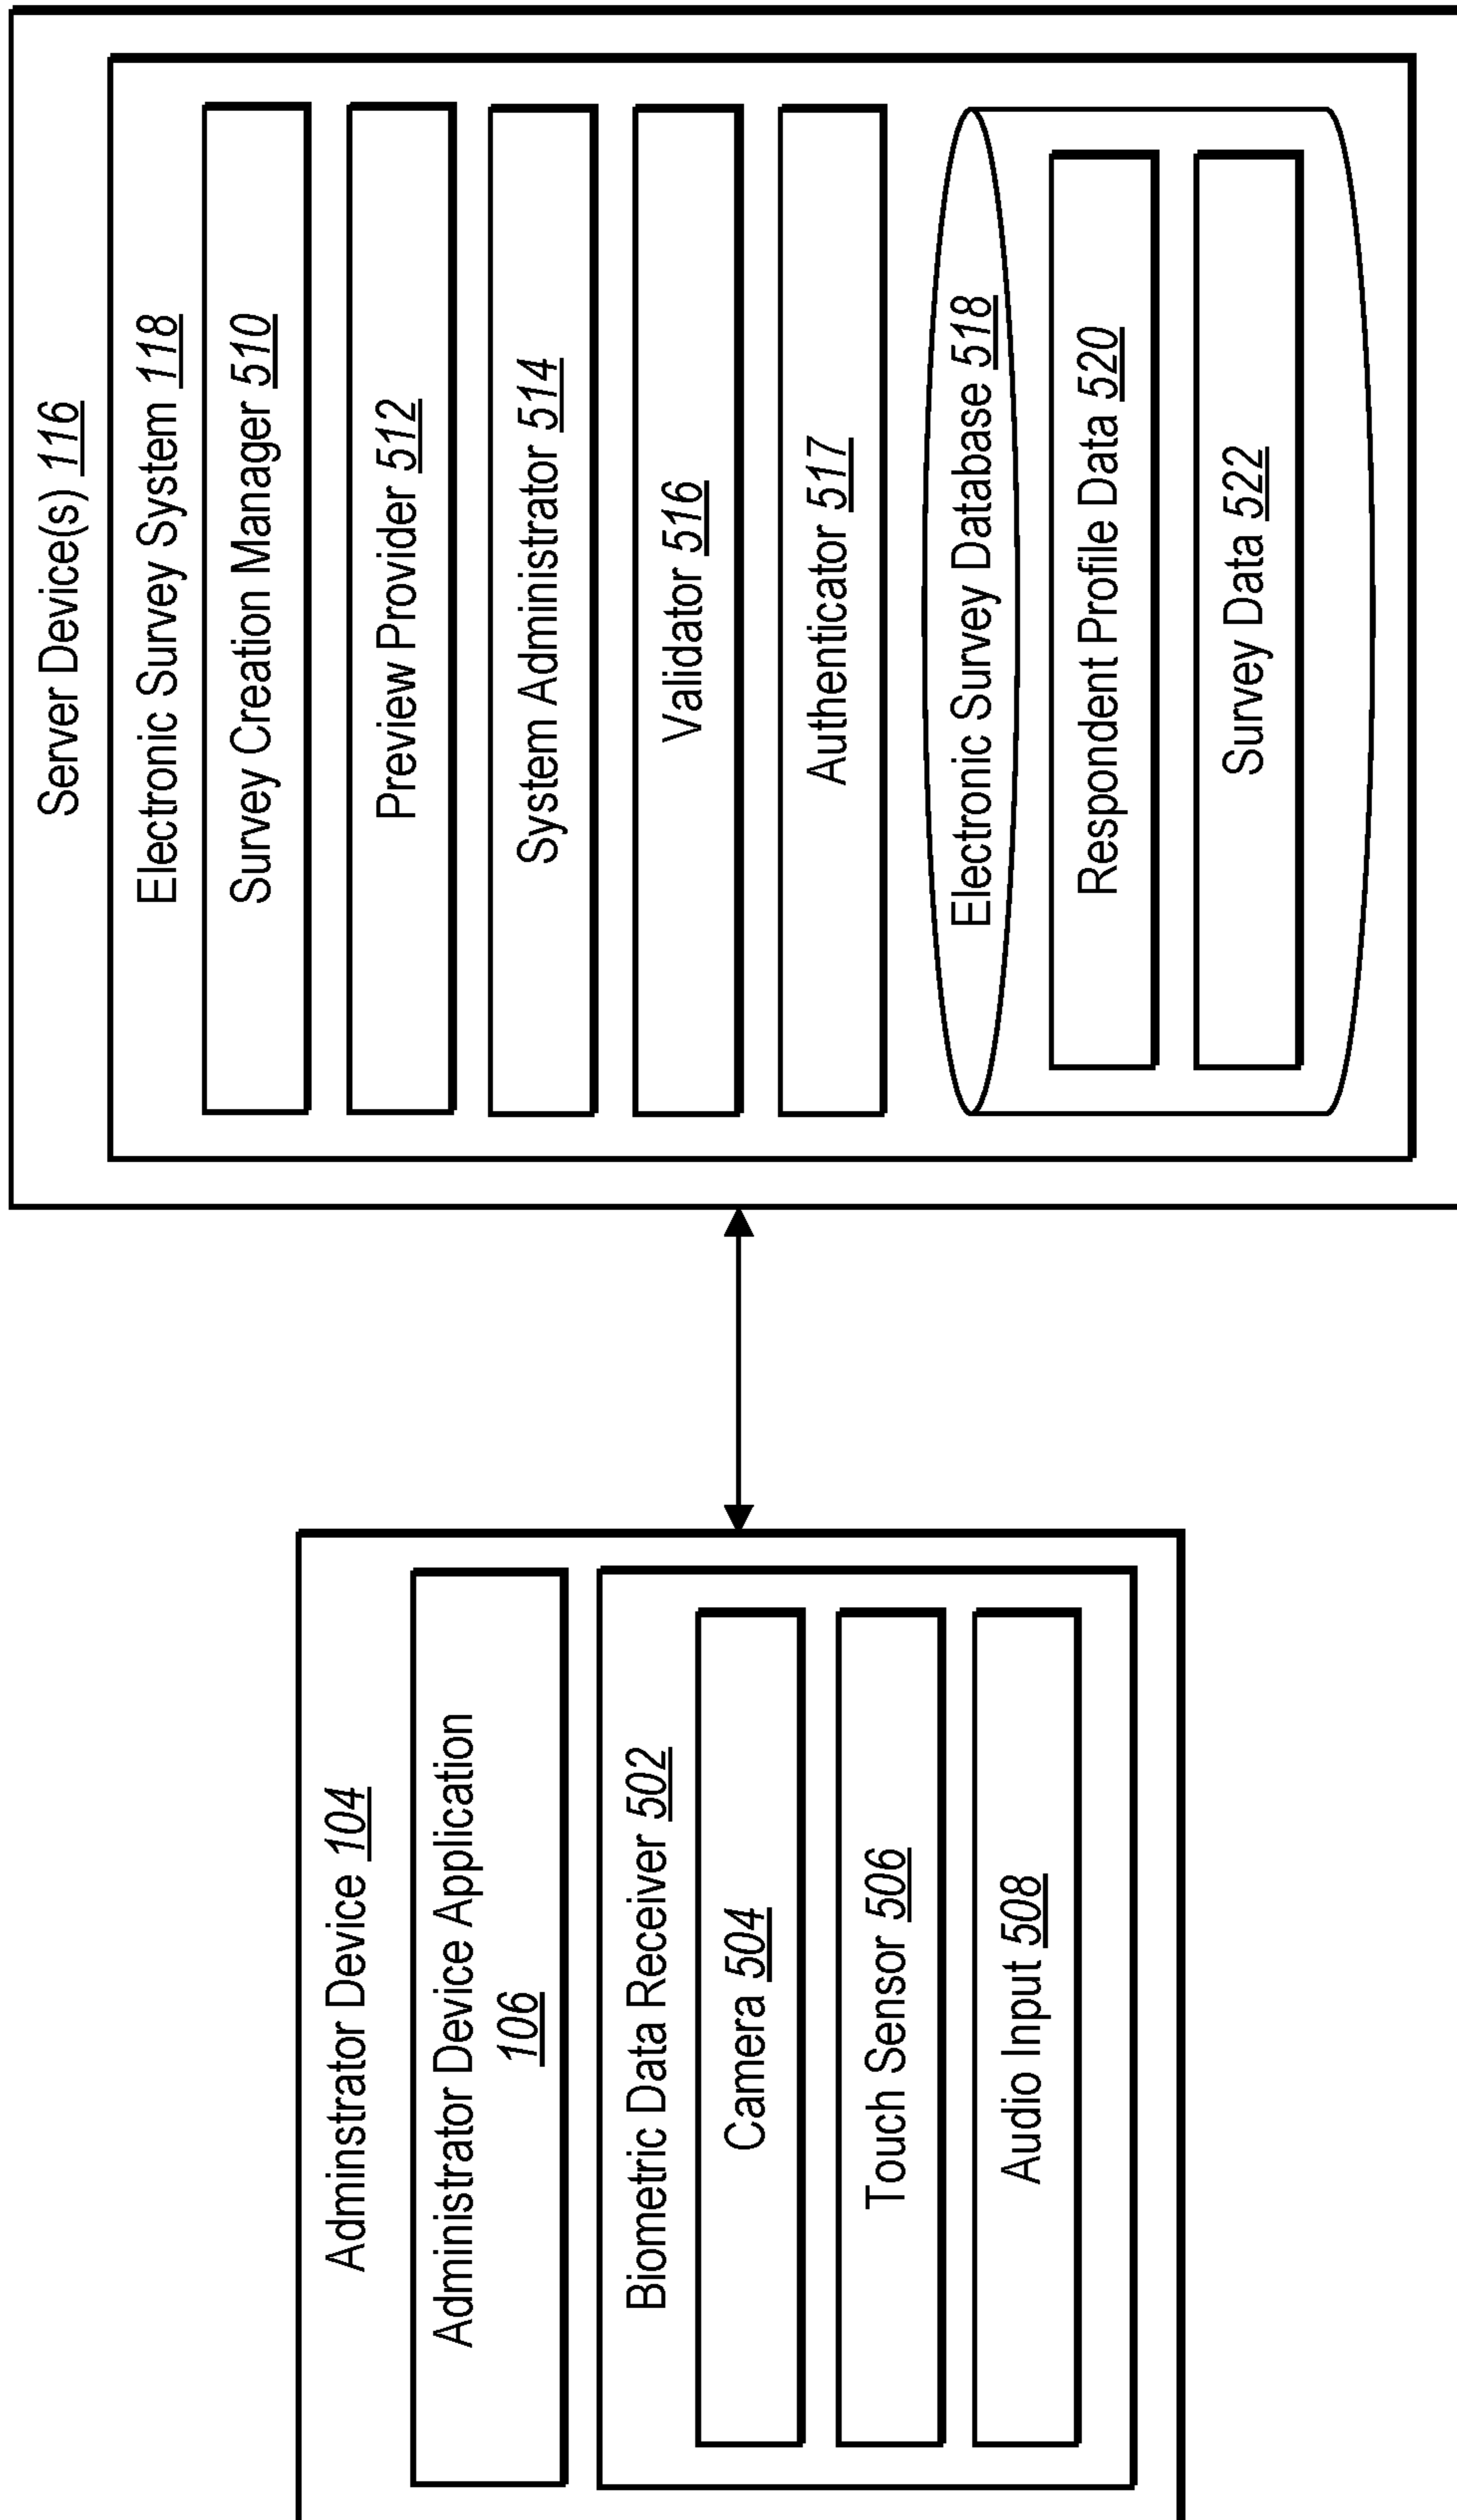 Adminstrator Device 104
Administrator Device Application
106
Biometric Data Receiver 502
Camera 504
Touch Sensor 506
Audio Input 508
Server Device(s) 116
Electronic Survey System 118
Survey Creation Manager 510
Preview Provider 512
System Administrator 514
Validator 516
Authenticator 517
Electronic Survey Database 518
Respondent Profile Data 520
Survey Data 522